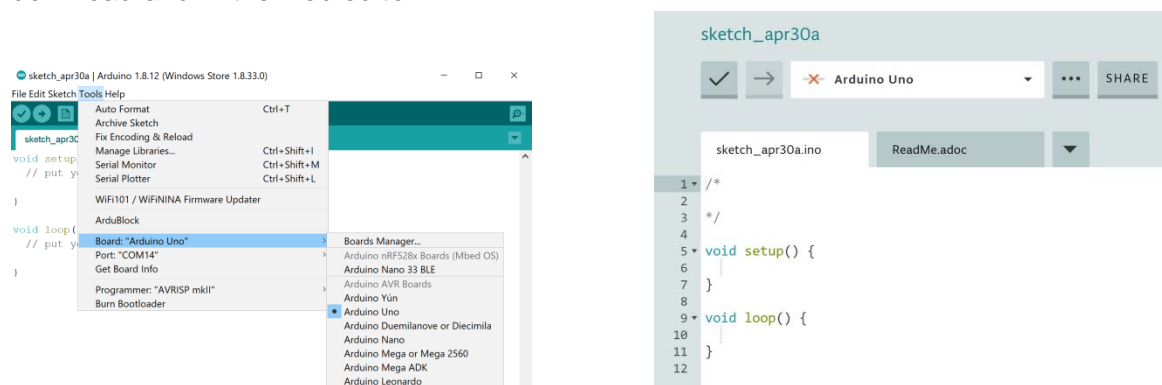 sketch_apr30a | Arduino 1.8.12 (Windows Store 1.8.33.0)
File Edit Sketch Tools Help
Auto Format Ctrl+T
Archive Sketch
Fix Encoding & Reload
Manage Libraries... Ctrl+Shift+I
Serial Monitor Ctrl+Shift+M
Serial Plotter Ctrl+Shift+L
WiFi101 / WiFiNINA Firmware Updater
ArduBlock
Board: "Arduino Uno"
Port: "COM14"
Get Board Info
Programmer: "AVRISP mkII"
Burn Bootloader
Boards Manager...
Arduino nRF528x Boards (Mbed OS)
Arduino Nano 33 BLE
Arduino AVR Boards
Arduino Yún
Arduino Uno
Arduino Duemilanove or Diecimila
Arduino Nano
Arduino Mega or Mega 2560
Arduino Mega ADK
Arduino Leonardo
sketch_apr30
void setup
// put y
}
void loop(
// put y
}
sketch_apr30a
Arduino Uno
SHARE
sketch_apr30a.ino ReadMe.adoc
1 /*
2
3 */
4
5 void setup() {
6
7 }
8
9 void loop() {
10
11 }
12